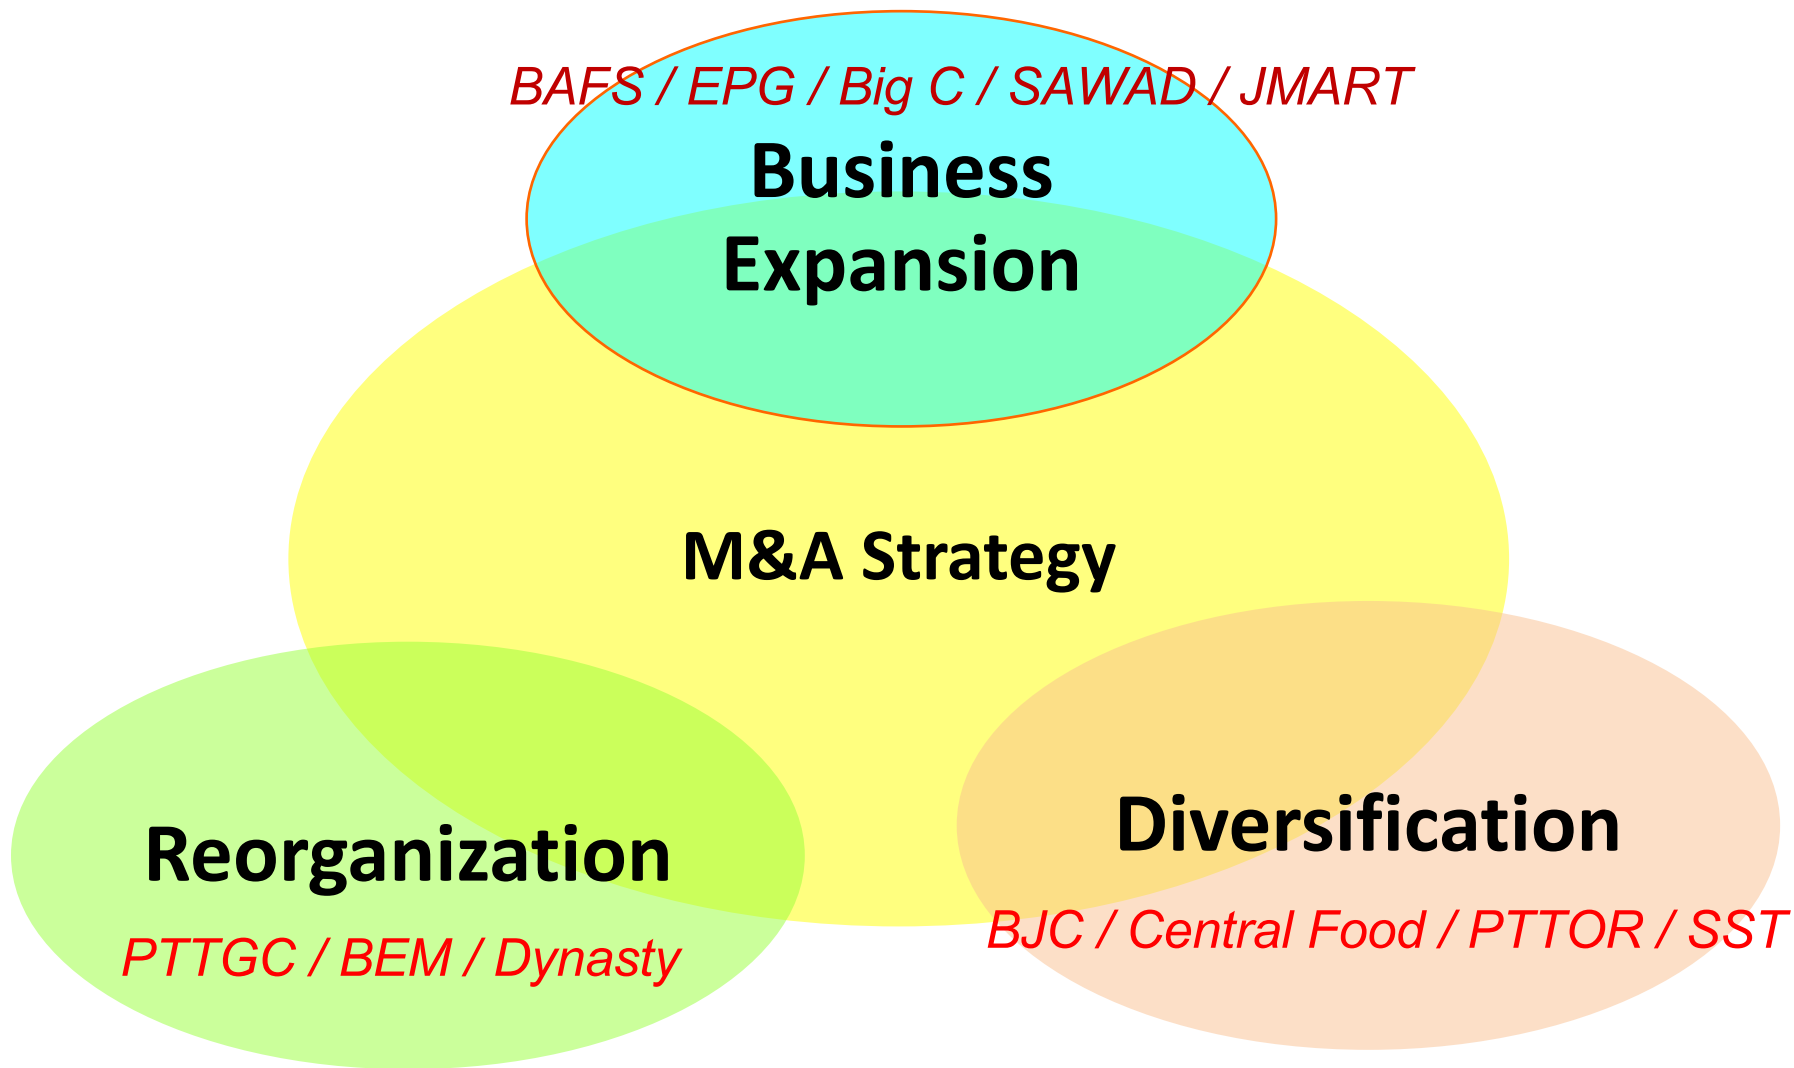 BAFS / EPG / Big C / SAWAD / JMART
Business
Expansion
M&A Strategy
Reorganization
PTTGC / BEM / Dynasty
Diversification
BJC / Central Food / PTTOR / SST